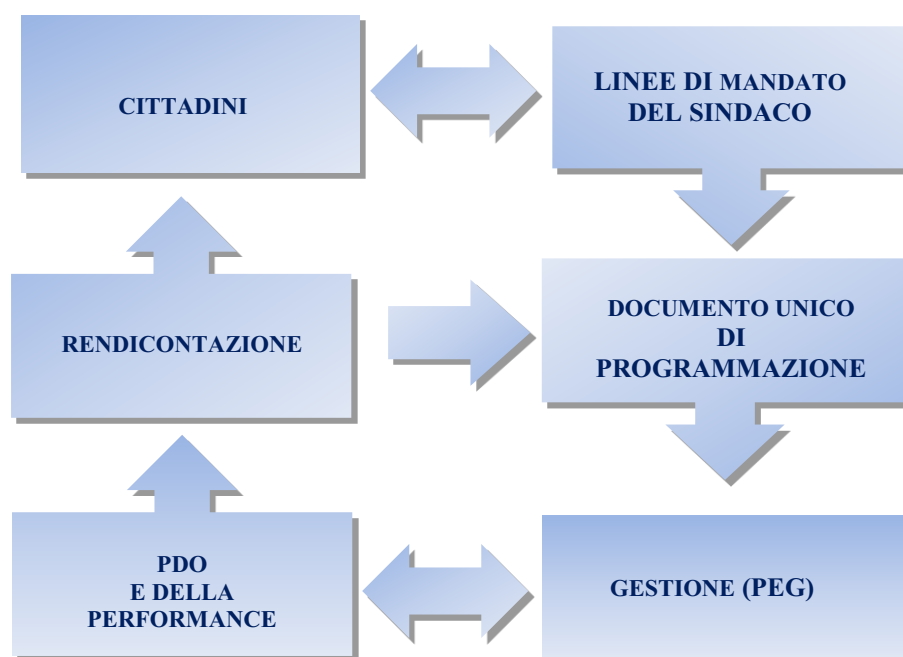 CITTADINI
LINEE DI MANDATO
DEL SINDACO
RENDICONTAZIONE
DOCUMENTO UNICO
DI
PROGRAMMAZIONE
PDO
E DELLA
PERFORMANCE
GESTIONE (PEG)